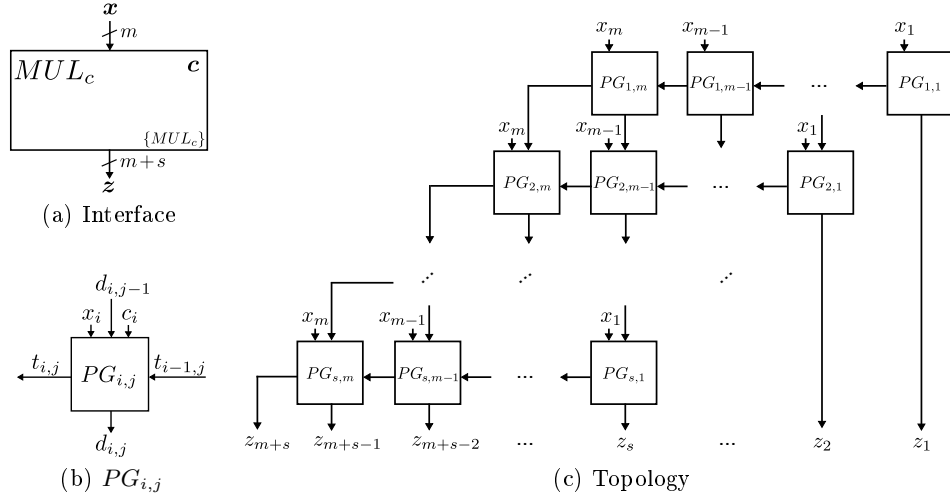 x
m
MUL_c c
{MUL_c}
m+s
z
(a) Interface
d_{i,j−1}
x_i c_i
t_{i,j} PG_{i,j} t_{i−1,j}
d_{i,j}
(b) PG_{i,j}
x_m x_{m−1} x_1
PG_{1,m} PG_{1,m−1} ... PG_{1,1}
x_m x_{m−1} x_1
PG_{2,m} PG_{2,m−1} ... PG_{2,1}
... ... ...
x_m x_{m−1} x_1
PG_{s,m} PG_{s,m−1} ... PG_{s,1}
z_{m+s} z_{m+s−1} z_{m+s−2} ... z_s ... z_2 z_1
(c) Topology